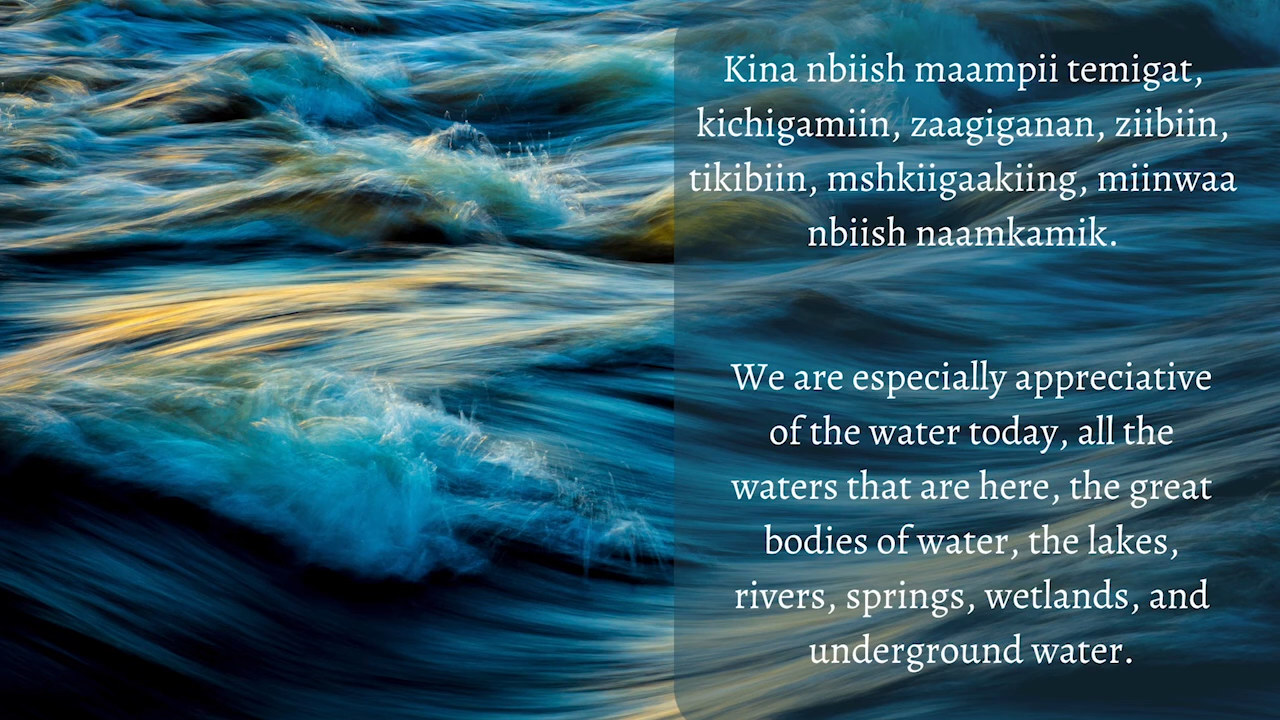 Kina nbiish maampii temigat,
kichigamiin, zaagiganan, ziibiin,
tikibiin, mshkiigaakiing, miinwaa
nbiish naamkamik.
We are especially appreciative
of the water today, all the
waters that are here, the great
bodies of water, the lakes,
rivers, springs, wetlands, and
underground water.